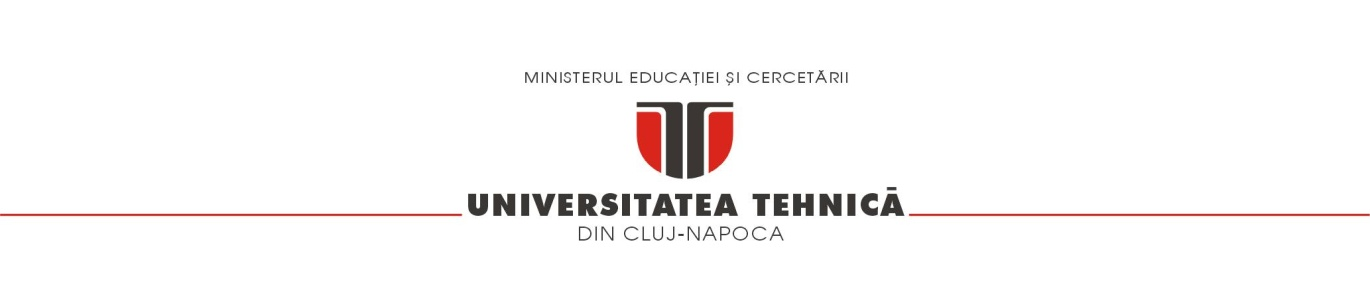 MINISTERUL EDUCAȚIEI ȘI CERCETĂRII
UNIVERSITATEA TEHNICĂ
DIN CLUJ-NAPOCA